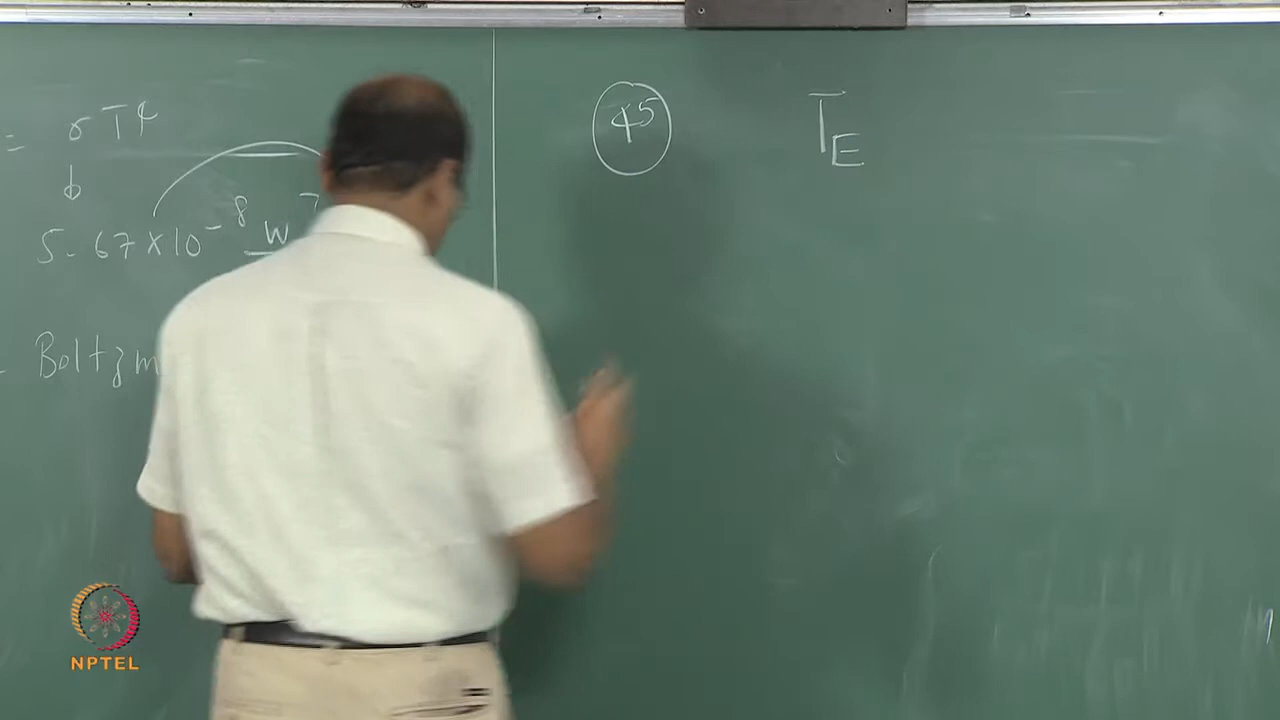 = σT⁴
↓
5.67×10⁻⁸ W
Boltzm
45
T_E
NPTEL